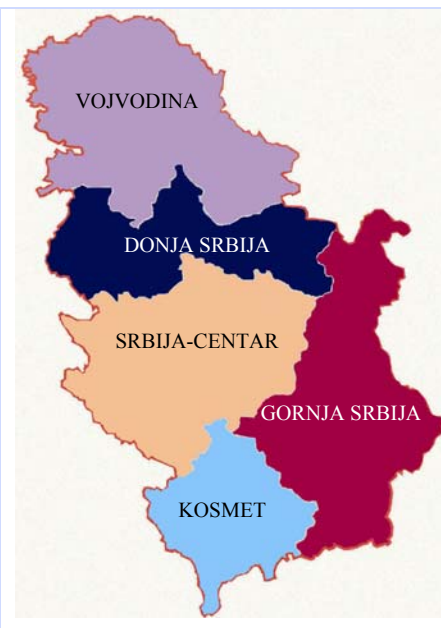 VOJVODINA
DONJA SRBIJA
SRBIJA-CENTAR
GORNJA SRBIJA
KOSMET